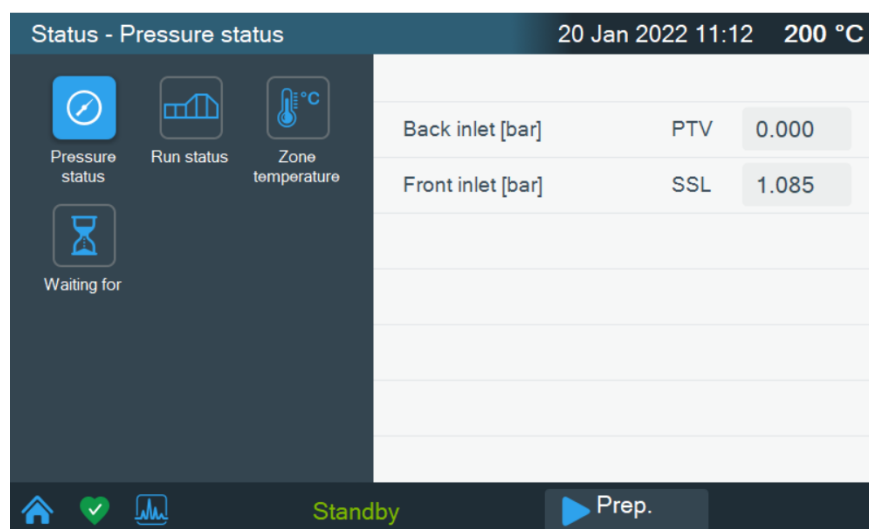 Status - Pressure status 20 Jan 2022 11:12 200 °C
Pressure status
Run status
°C
Zone temperature
Waiting for
Back inlet [bar] PTV 0.000
Front inlet [bar] SSL 1.085
Standby
Prep.